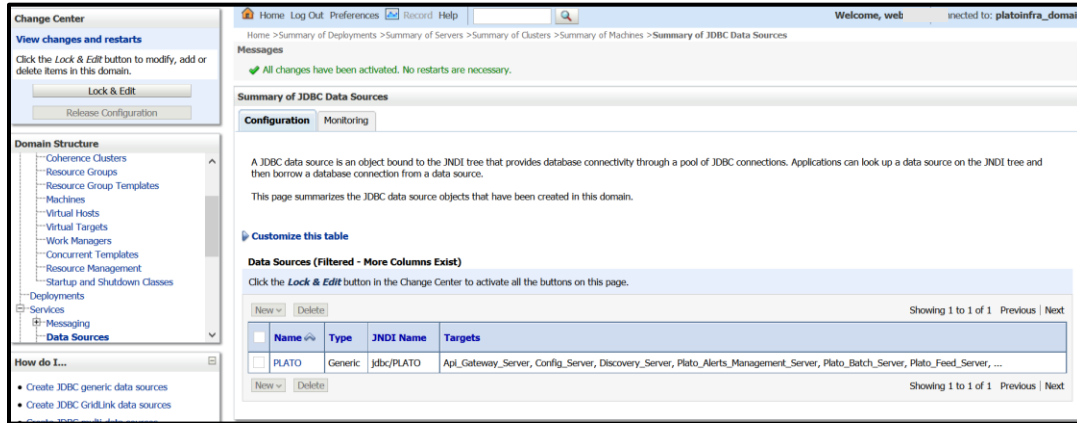 Change Center
View changes and restarts
Click the Lock & Edit button to modify, add or
delete items in this domain.
Lock & Edit
Release Configuration
Domain Structure
Coherence Clusters
Resource Groups
Resource Group Templates
Machines
Virtual Hosts
Virtual Targets
Work Managers
Concurrent Templates
Resource Management
Startup and Shutdown Classes
Deployments
Services
Messaging
Data Sources
How do I...
Create JDBC generic data sources
Create JDBC GridLink data sources
Create JDBC multi data sources
Home Log Out Preferences Record Help
Welcome, web nnected to: platoinfra_domai
Home >Summary of Deployments >Summary of Servers >Summary of Clusters >Summary of Machines >Summary of JDBC Data Sources
Messages
All changes have been activated. No restarts are necessary.
Summary of JDBC Data Sources
Configuration Monitoring
A JDBC data source is an object bound to the JNDI tree that provides database connectivity through a pool of JDBC connections. Applications can look up a data source on the JNDI tree and
then borrow a database connection from a data source.
This page summarizes the JDBC data source objects that have been created in this domain.
Customize this table
Data Sources (Filtered - More Columns Exist)
Click the Lock & Edit button in the Change Center to activate all the buttons on this page.
New Delete Showing 1 to 1 of 1 Previous | Next
Name Type JNDI Name Targets
PLATO Generic jdbc/PLATO Api_Gateway_Server, Config_Server, Discovery_Server, Plato_Alerts_Management_Server, Plato_Batch_Server, Plato_Feed_Server, ...
New Delete Showing 1 to 1 of 1 Previous | Next